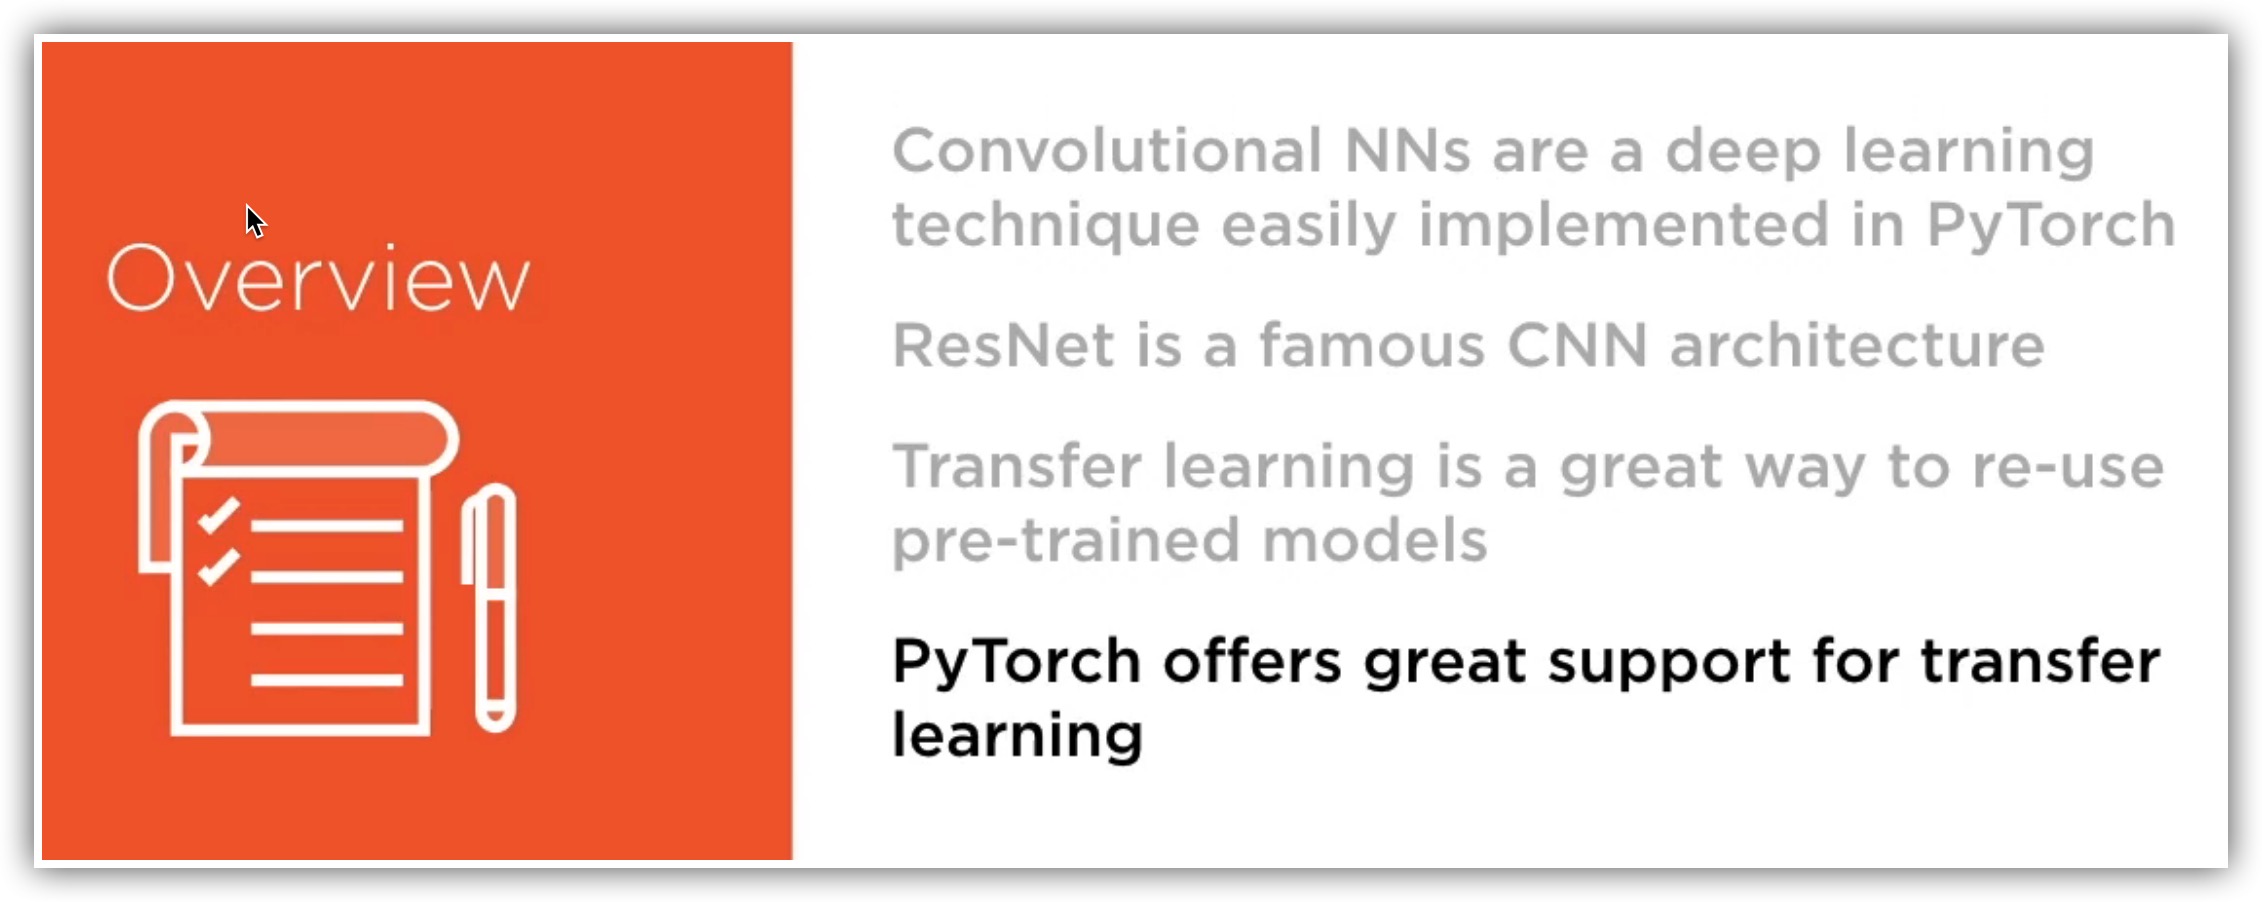 Overview
Convolutional NNs are a deep learning
technique easily implemented in PyTorch
ResNet is a famous CNN architecture
Transfer learning is a great way to re-use
pre-trained models
PyTorch offers great support for transfer
learning